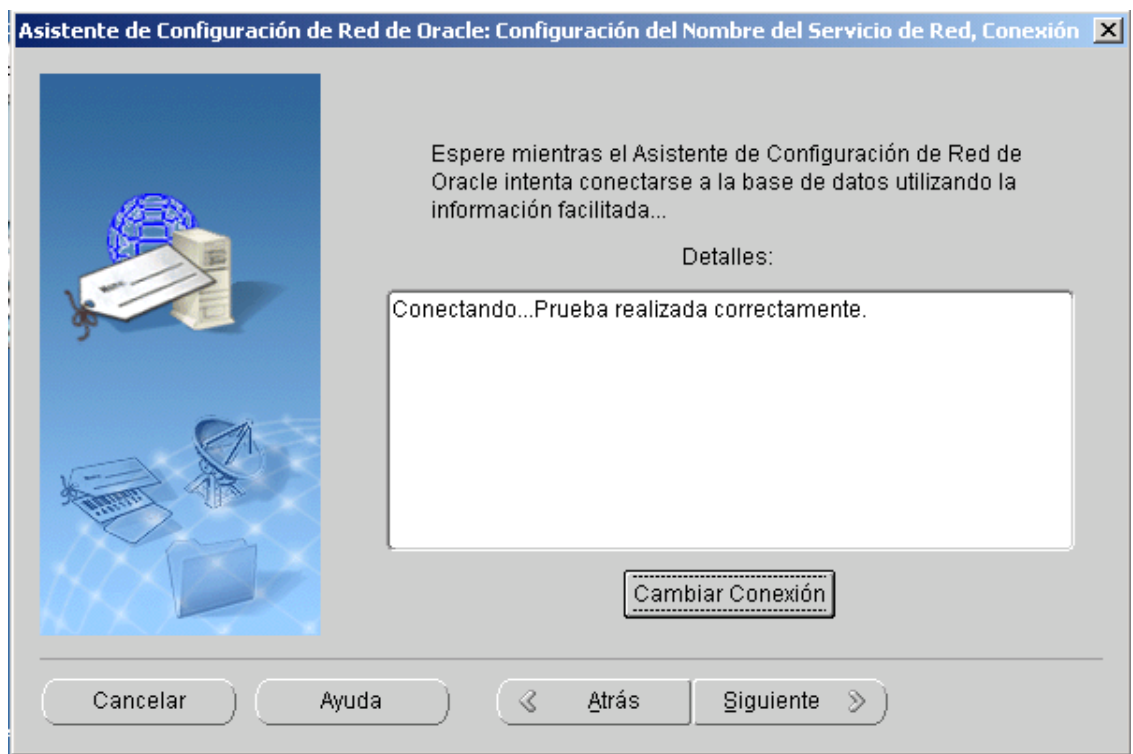 Asistente de Configuración de Red de Oracle: Configuración del Nombre del Servicio de Red, Conexión
Espere mientras el Asistente de Configuración de Red de
Oracle intenta conectarse a la base de datos utilizando la
información facilitada...
Detalles:
Conectando...Prueba realizada correctamente.
Cambiar Conexión
Cancelar
Ayuda
Atrás
Siguiente